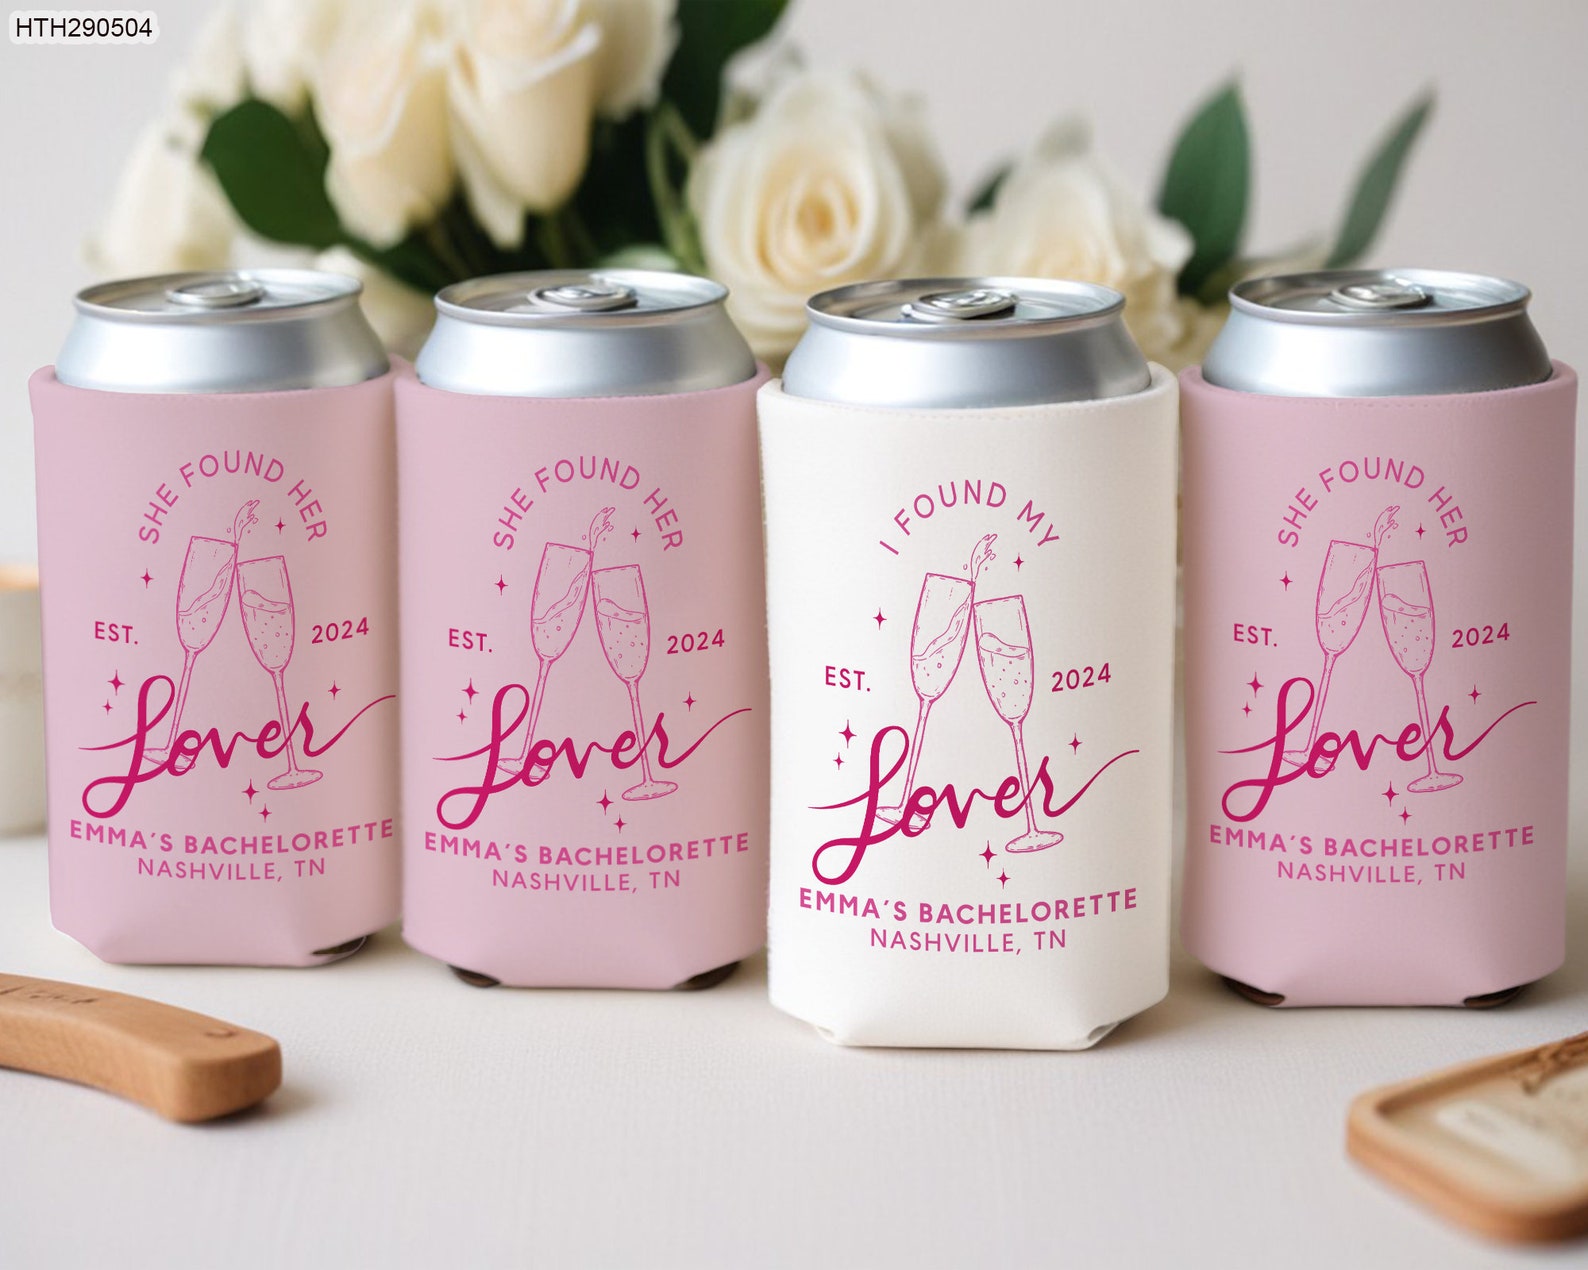 HTH290504
SHE FOUND HER
EST. 2024
Lover
EMMA'S BACHELORETTE
NASHVILLE, TN
SHE FOUND HER
EST. 2024
Lover
EMMA'S BACHELORETTE
NASHVILLE, TN
I FOUND MY
EST. 2024
Lover
EMMA'S BACHELORETTE
NASHVILLE, TN
SHE FOUND HER
EST. 2024
Lover
EMMA'S BACHELORETTE
NASHVILLE, TN